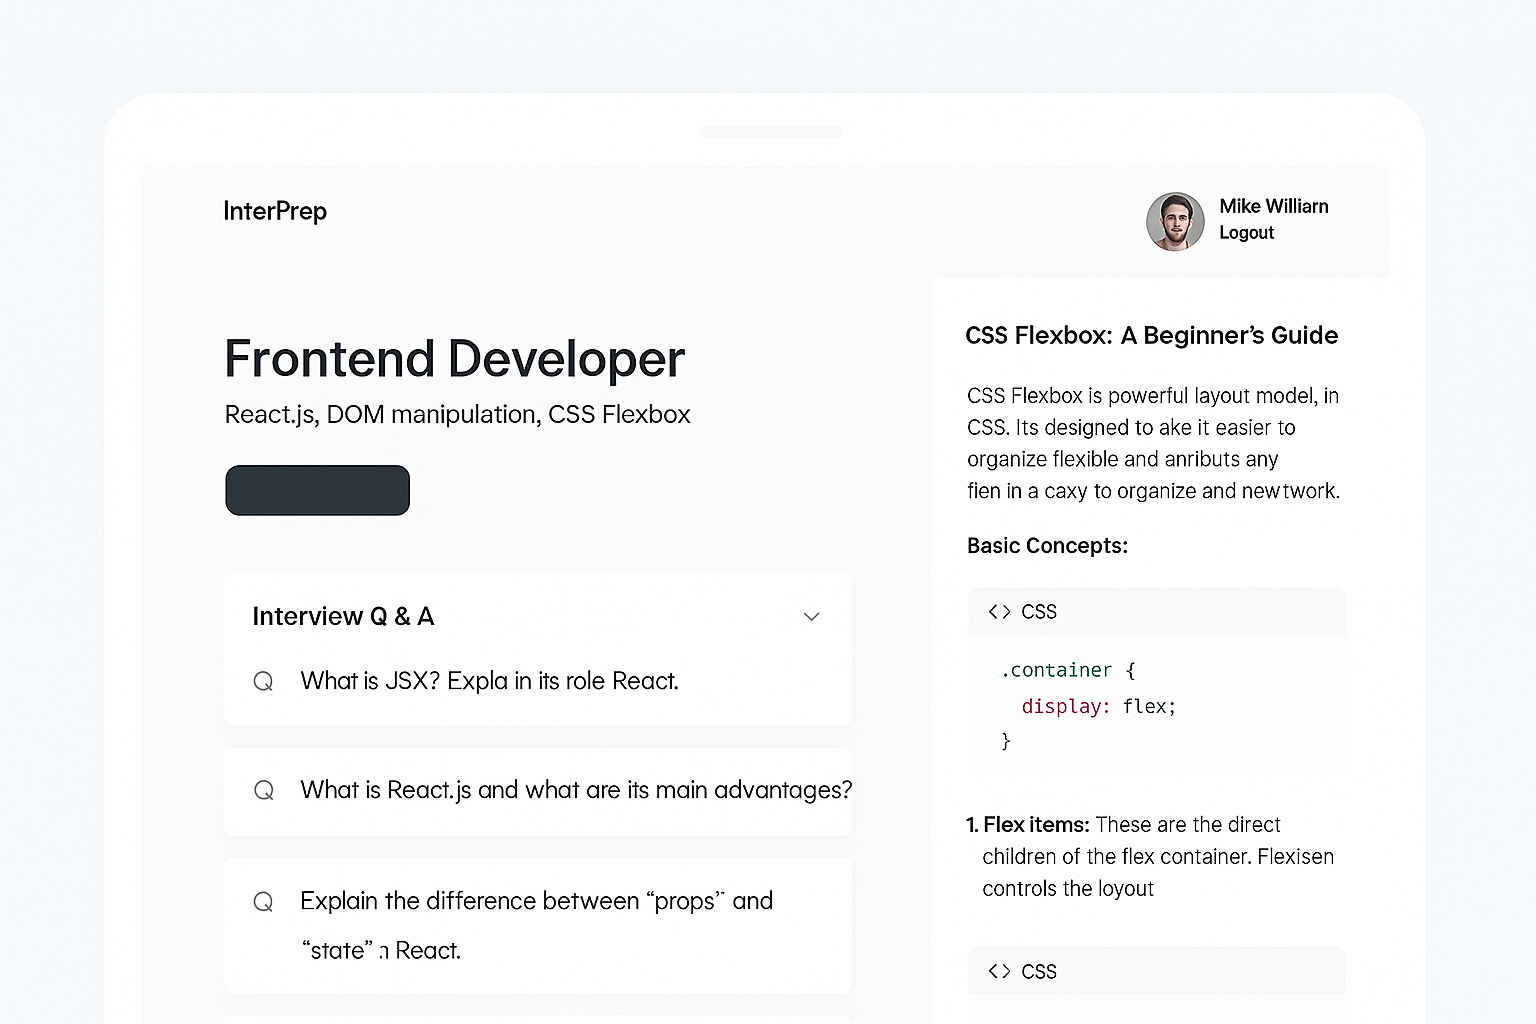 InterPrep
Mike Williarn
Logout
Frontend Developer
React.js, DOM manipulation, CSS Flexbox
Interview Q & A
Q What is JSX? Expla in its role React.
Q What is React.js and what are its main advantages?
Q Explain the difference between “props” and
“state” React.
CSS Flexbox: A Beginner’s Guide
CSS Flexbox is powerful layout model, in
CSS. Its designed to ake it easier to
organize flexible and anributs any
fien in a caxy to organize and newtwork.
Basic Concepts:
<> CSS
.container {
display: flex;
}
1. Flex items: These are the direct
children of the flex container. Flexisen
controls the loyout
<> CSS